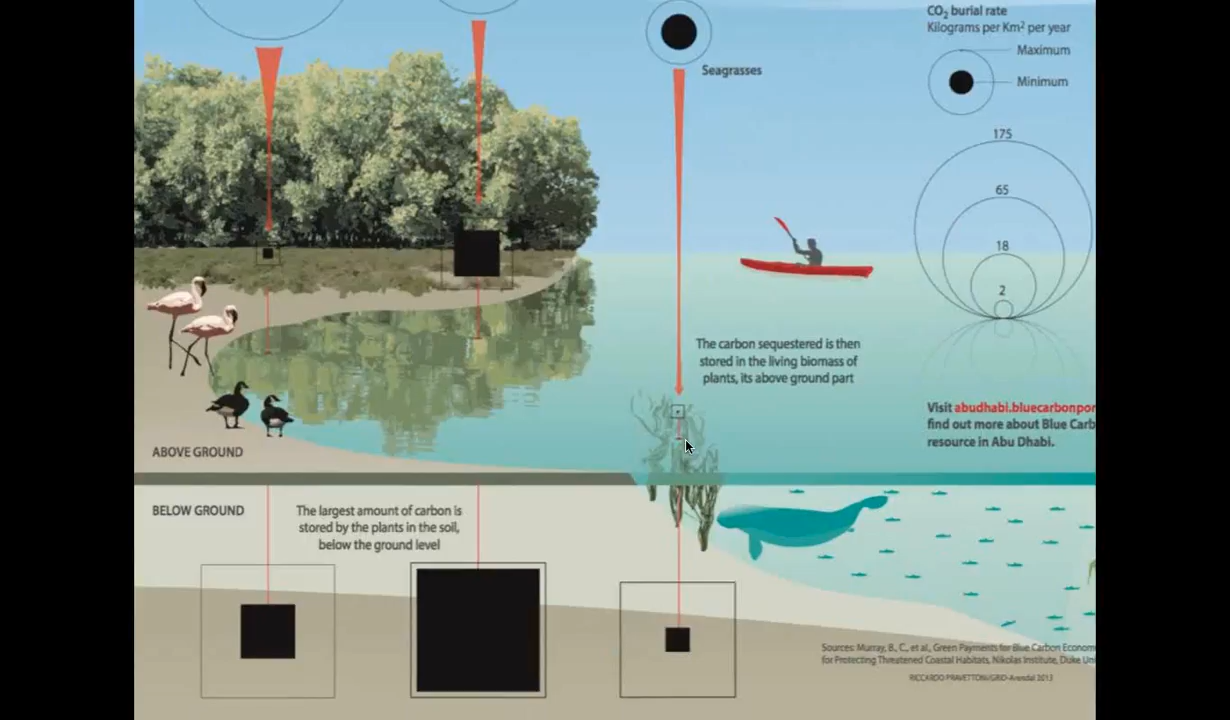 CO2 burial rate
Kilograms per Km2 per year
Maximum
Minimum
Seagrasses
175
65
18
2
The carbon sequestered is then
stored in the living biomass of
plants, its above ground part
Visit abudhabi.bluecarbonpor
find out more about Blue Carb
resource in Abu Dhabi.
ABOVE GROUND
BELOW GROUND
The largest amount of carbon is
stored by the plants in the soil,
below the ground level
Sources: Murray, B., C., et al., Green Payments for Blue Carbon Econom
for Protecting Threatened Coastal Habitats, Nikolas Institute, Duke Un
RICCARDO PRAVETTONI/GRID-Arendal 2013